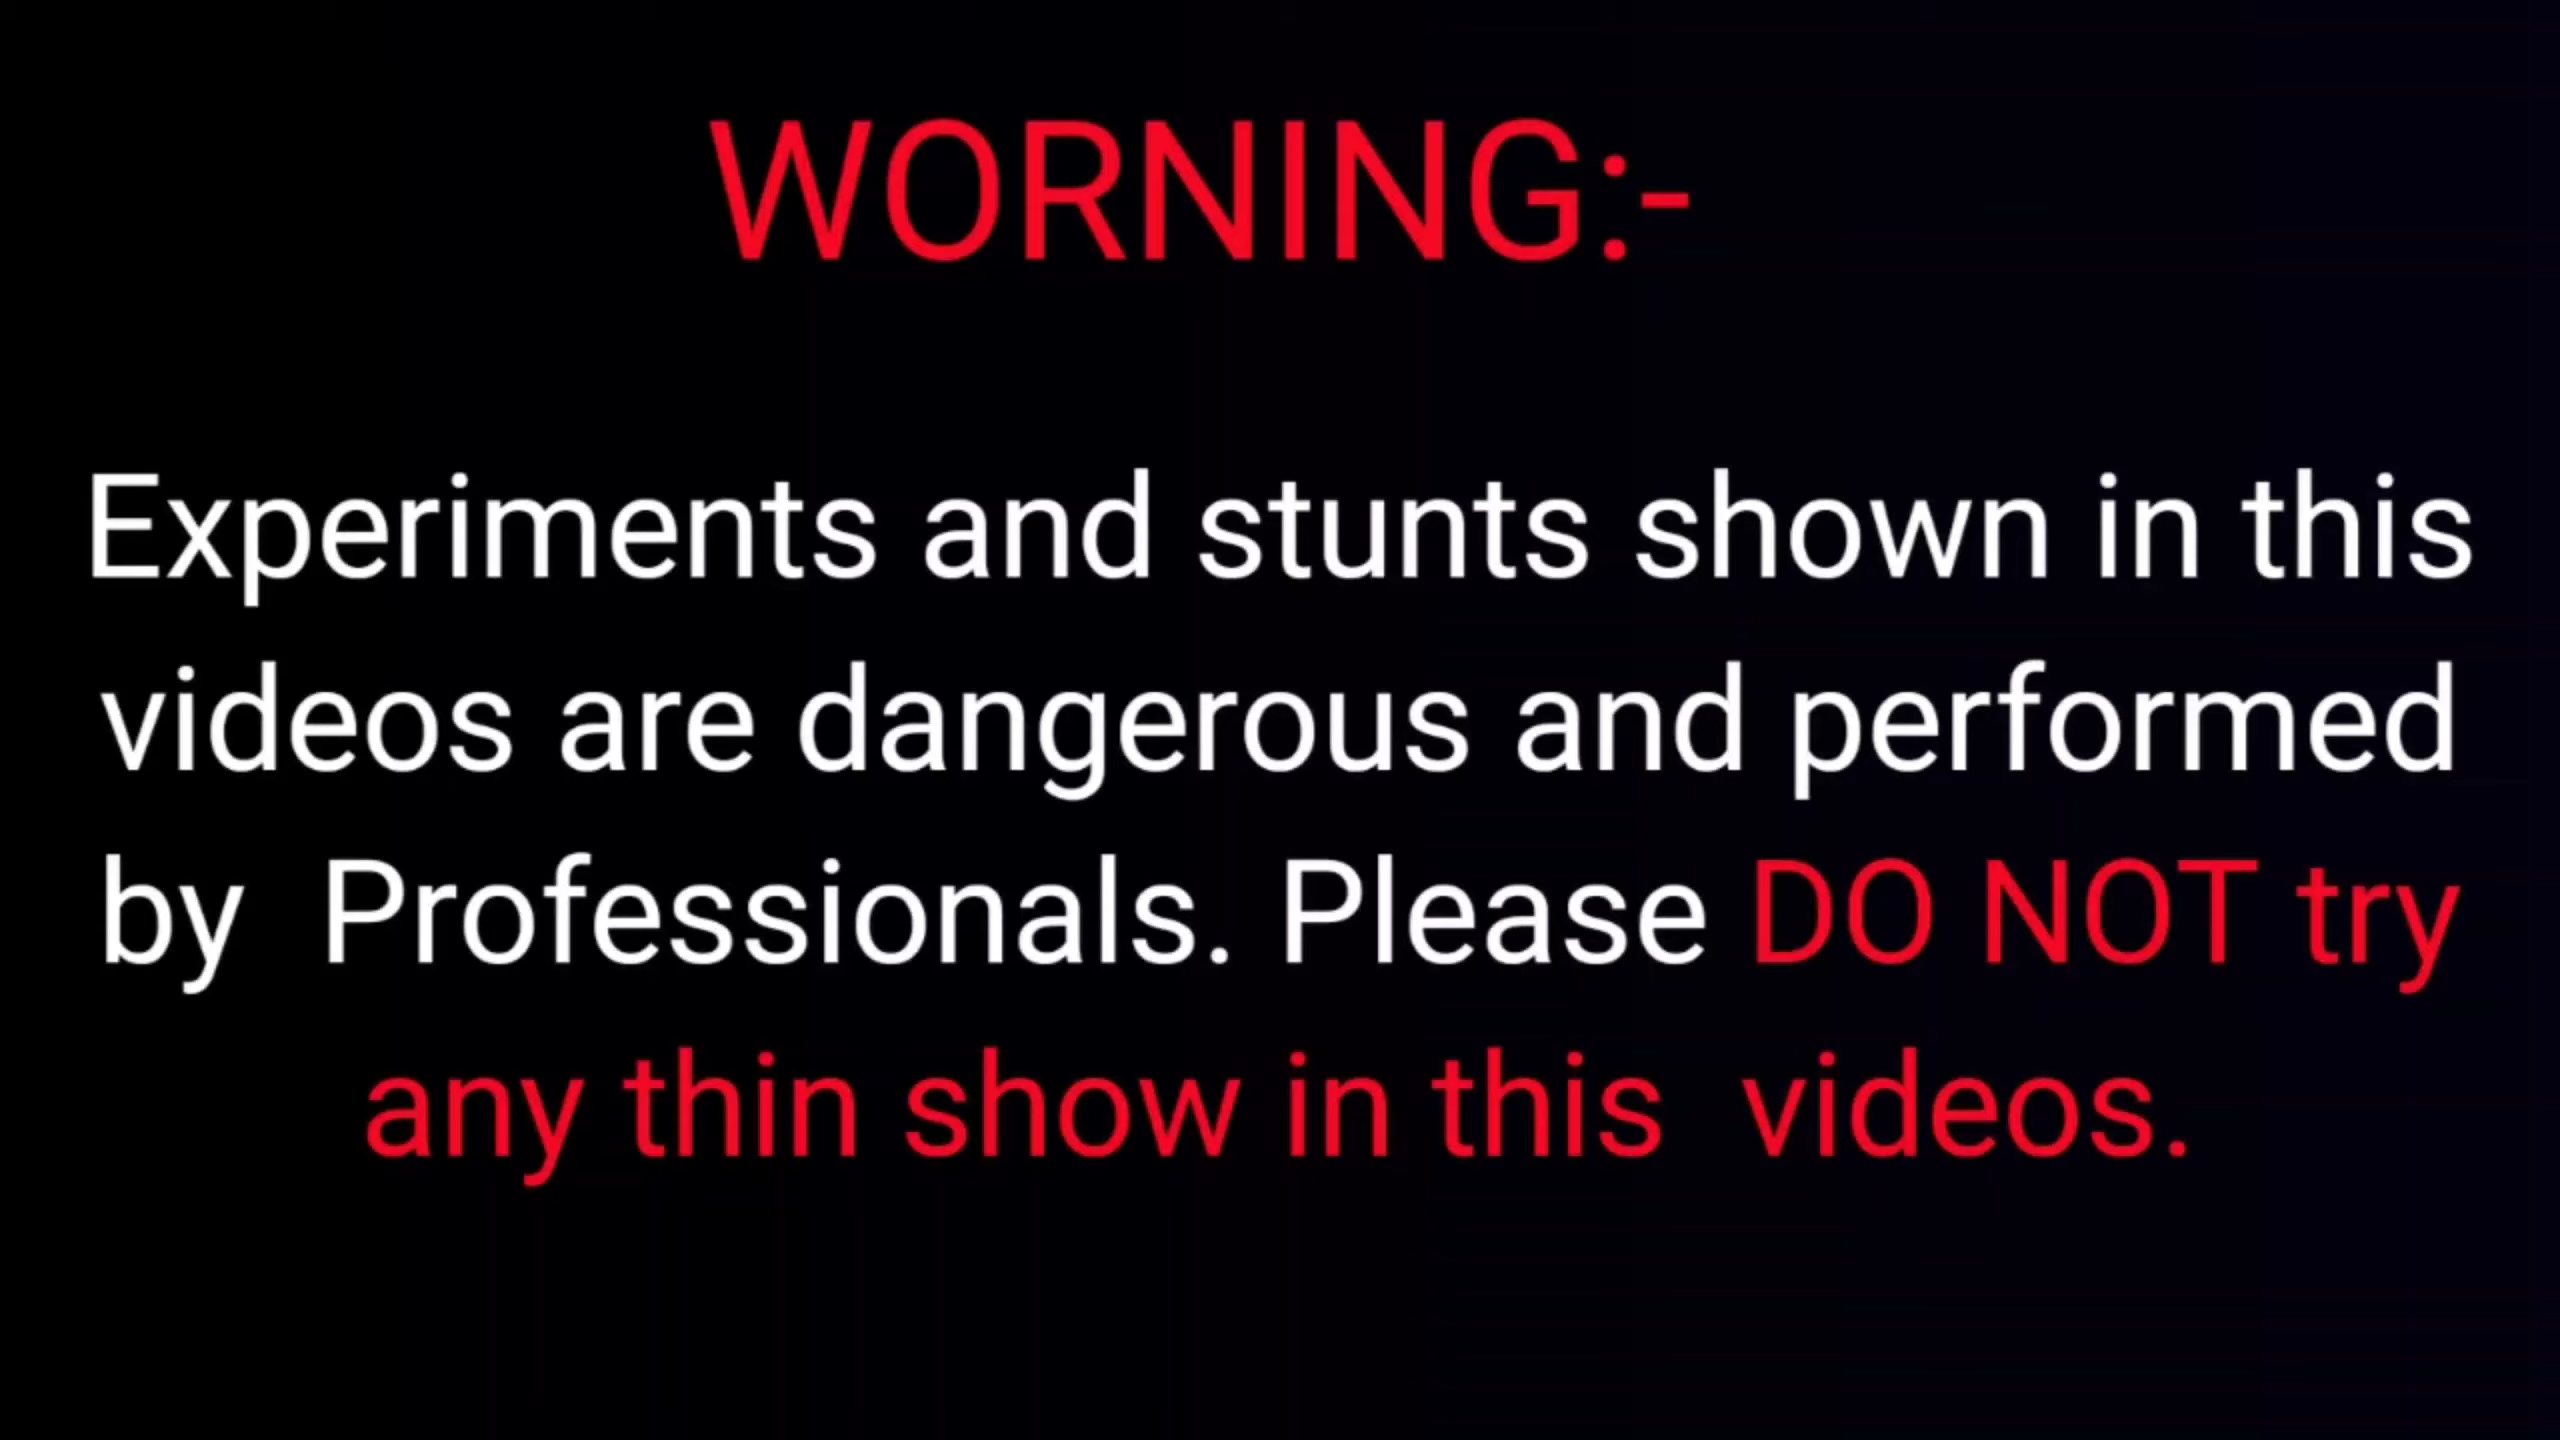 WORNING:-
Experiments and stunts shown in this
videos are dangerous and performed
by  Professionals. Please DO NOT try
any thin show in this  videos.